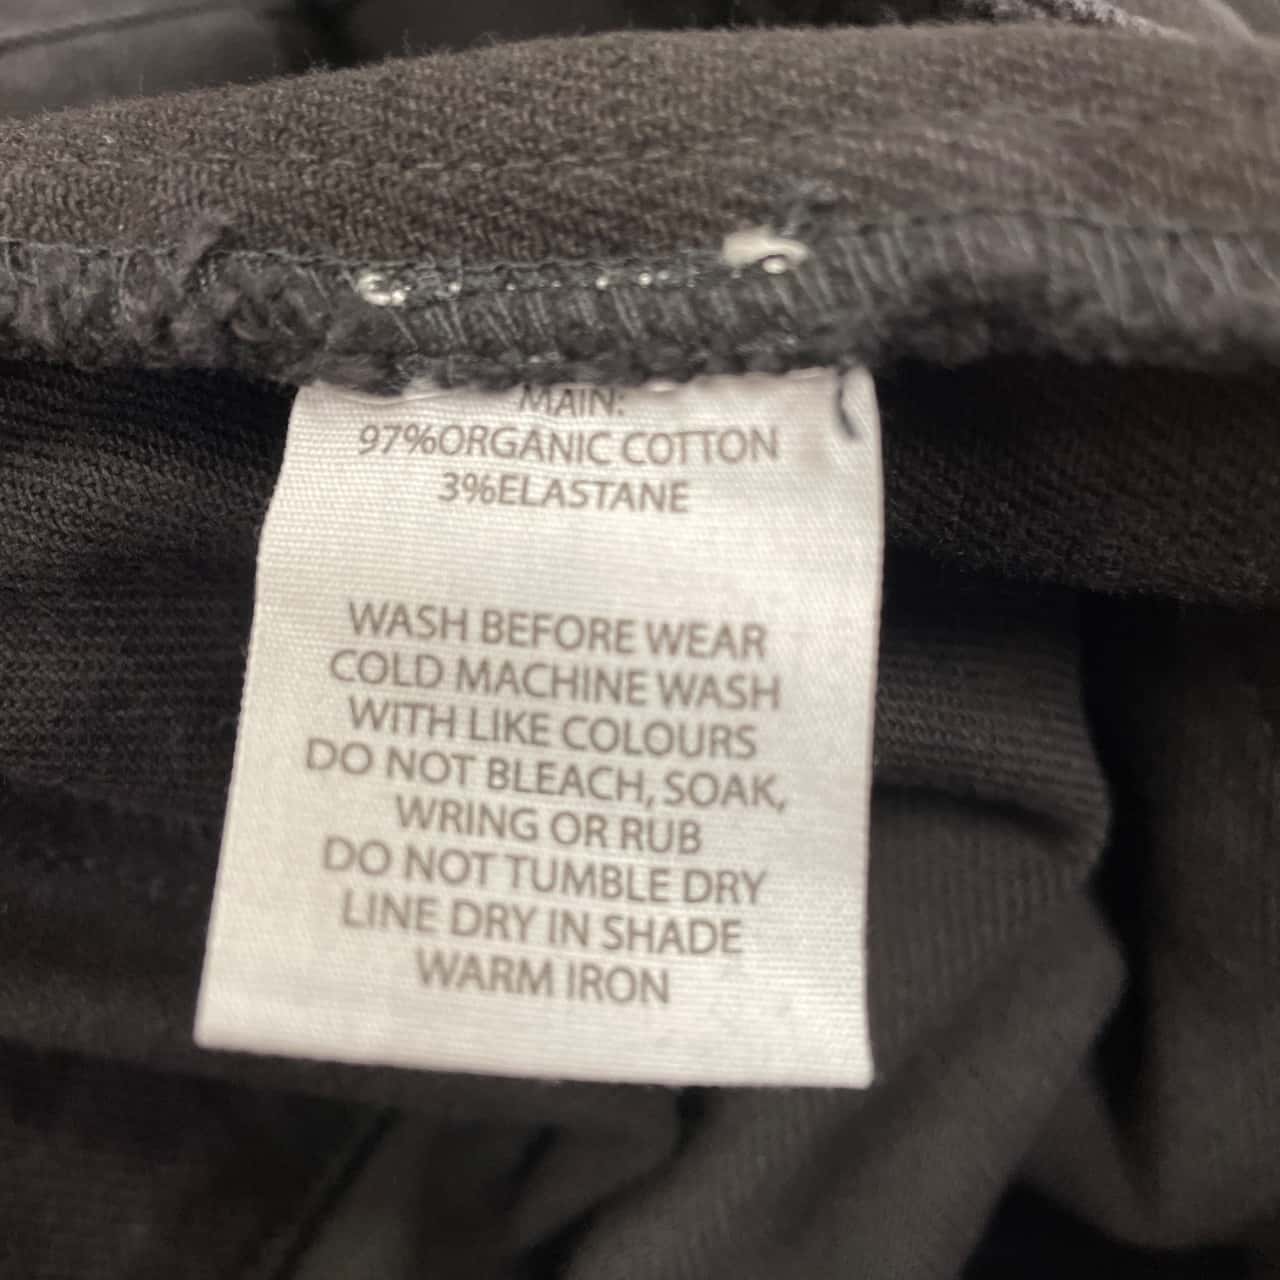 MAIN:
97%ORGANIC COTTON
3%ELASTANE
WASH BEFORE WEAR
COLD MACHINE WASH
WITH LIKE COLOURS
DO NOT BLEACH, SOAK,
WRING OR RUB
DO NOT TUMBLE DRY
LINE DRY IN SHADE
WARM IRON